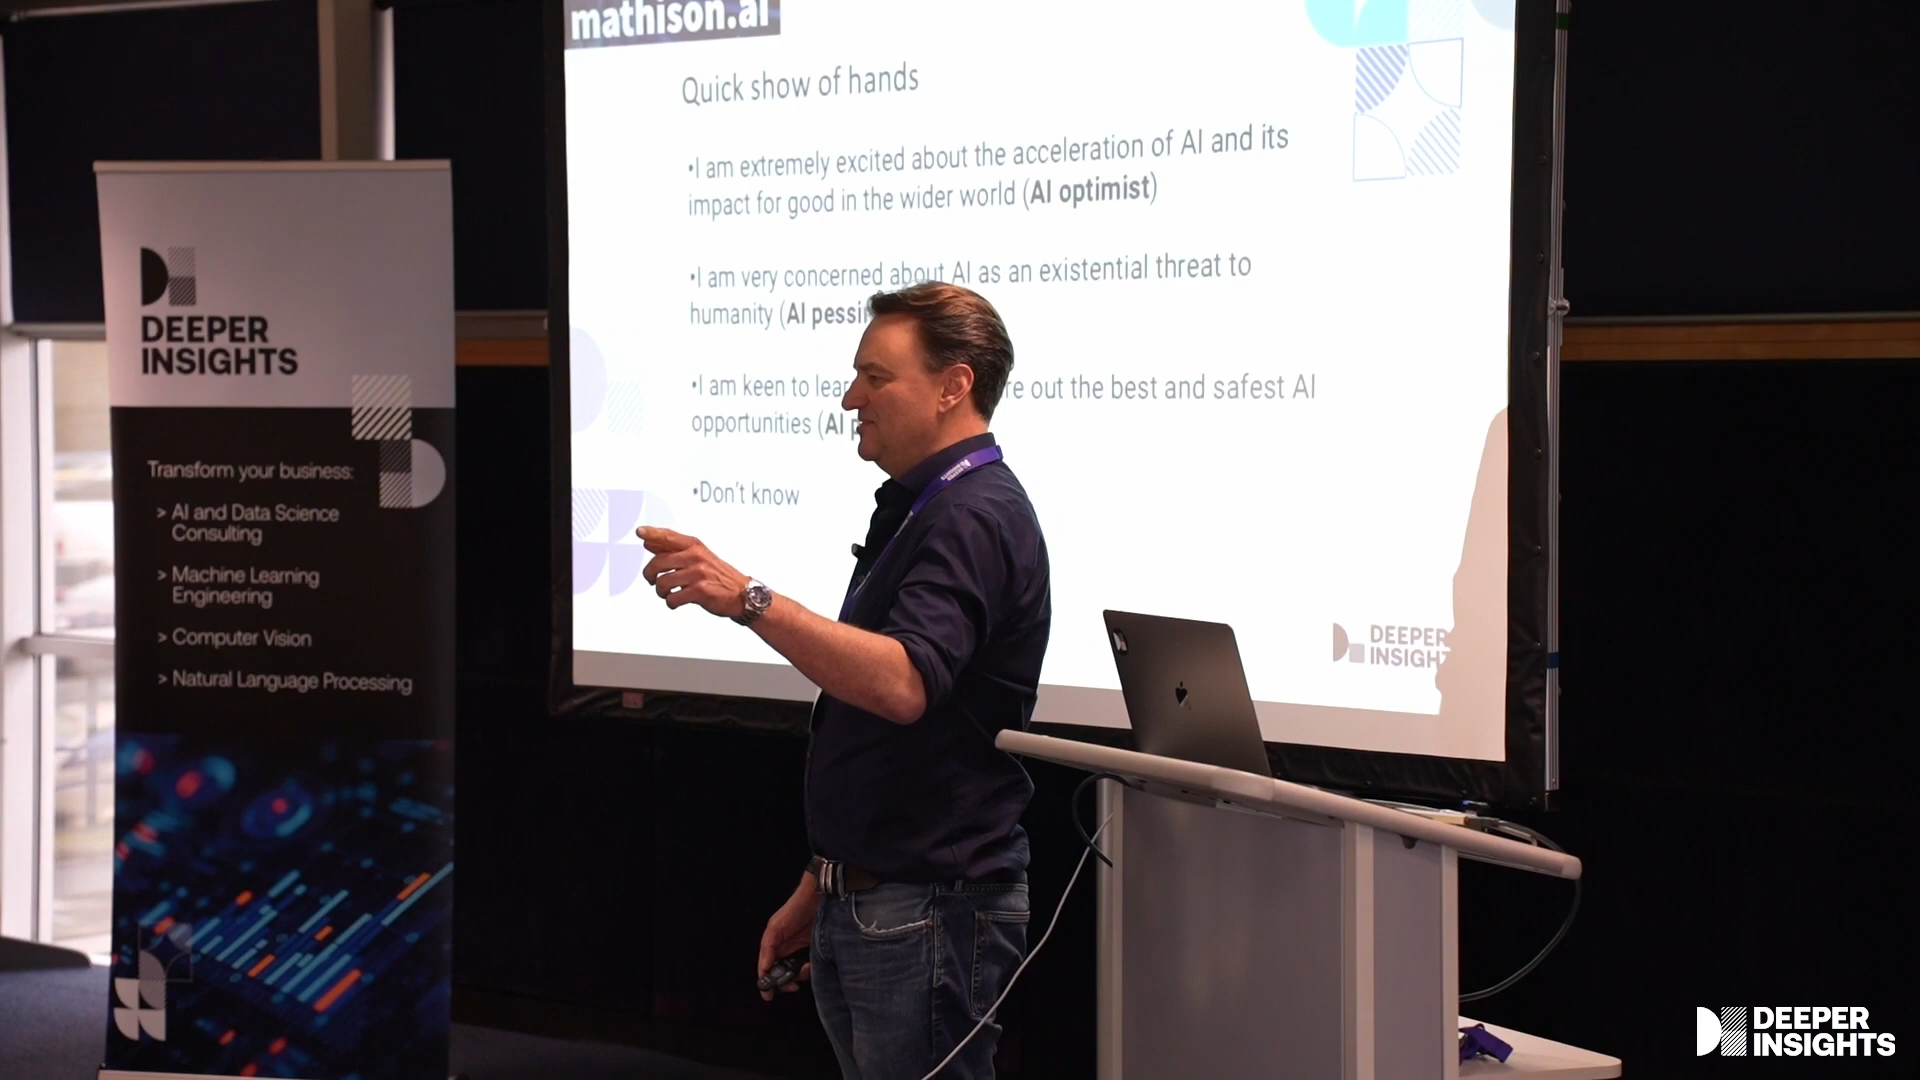 mathison.ai
Quick show of hands
•I am extremely excited about the acceleration of AI and its
impact for good in the wider world (AI optimist)
•I am very concerned about AI as an existential threat to
humanity (AI
•I am keen to out the best and safest AI
opportunities (AI
•Don't know
DEEPER
DEEPER
INSIGHTS
Transform your business:
> AI and Data Science
Consulting
> Machine Learning
Engineering
> Computer Vision
> Natural Language Processing
DEEPER
INSIGHTS